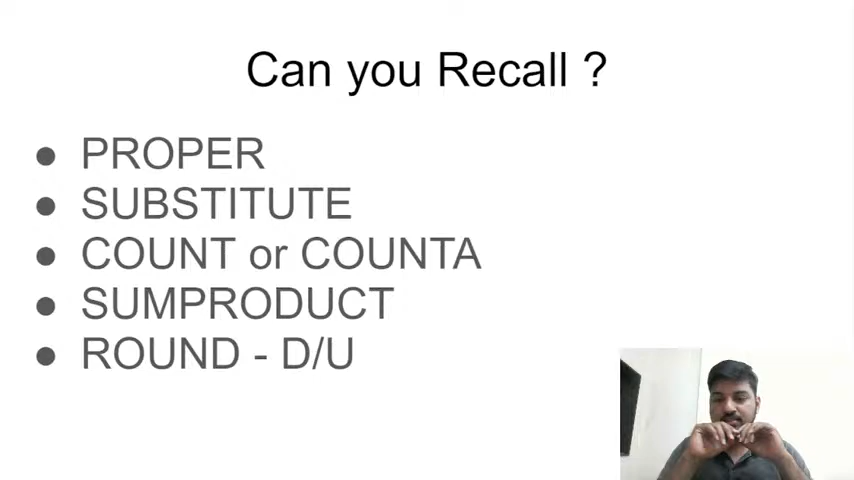 Can you Recall ?
● PROPER
● SUBSTITUTE
● COUNT or COUNTA
● SUMPRODUCT
● ROUND - D/U